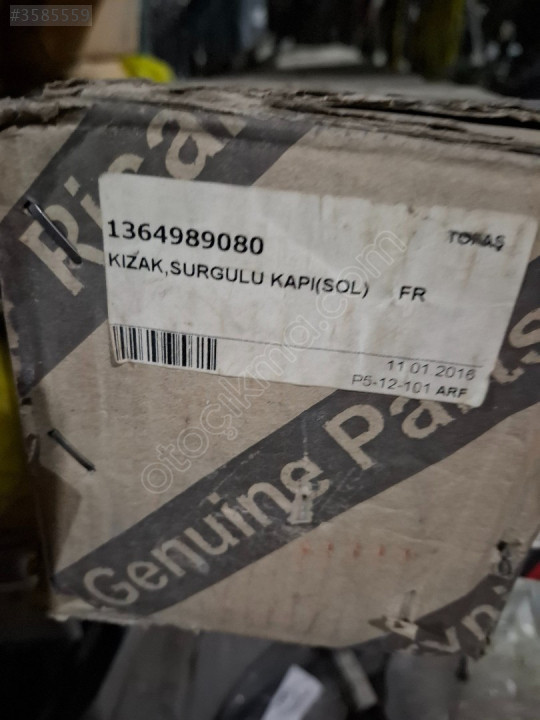 #3585559
Rica
1364989080
TOFAŞ
KIZAK,SURGULU KAPI(SOL) FR
11 01 2016
P5-12-101 ARF
otoçıkma.com
Genuine Parts